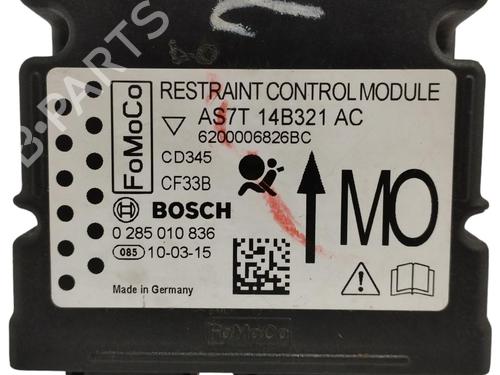 B-PARTS
RESTRAINT CONTROL MODULE
AS7T 14B321 AC
6200006826BC
FoMoCo
CD345
CF33B
MO
BOSCH
0 285 010 836
085 10-03-15
Made in Germany
FoMoCo